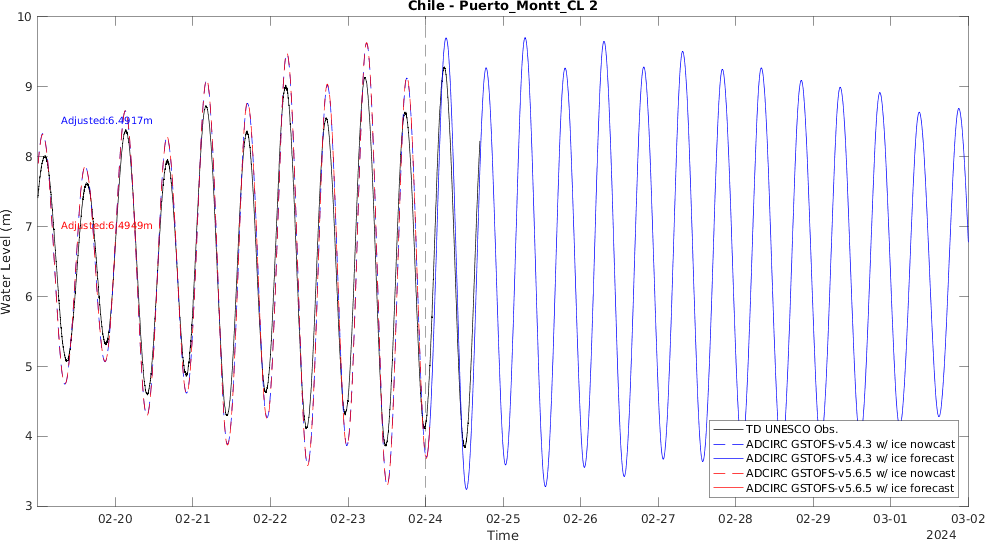 Chile - Puerto_Montt_CL 2
10
9
8
7
6
5
4
3
Water Level (m)
Adjusted:6.4917m
Adjusted:6.4949m
TD UNESCO Obs.
ADCIRC GSTOFS-v5.4.3 w/ ice nowcast
ADCIRC GSTOFS-v5.4.3 w/ ice forecast
ADCIRC GSTOFS-v5.6.5 w/ ice nowcast
ADCIRC GSTOFS-v5.6.5 w/ ice forecast
02-20 02-21 02-22 02-23 02-24 02-25 02-26 02-27 02-28 02-29 03-01 03-02
Time
2024